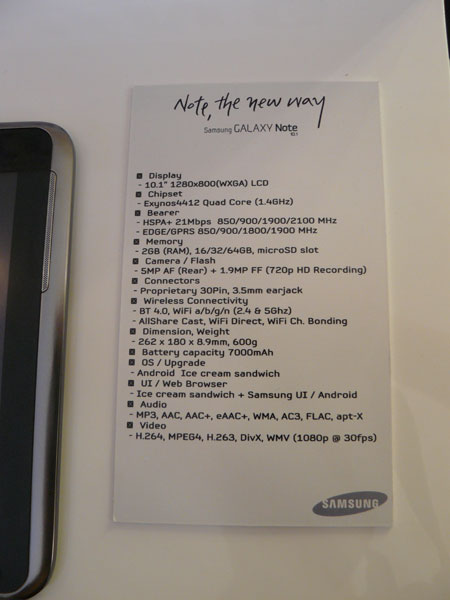 Note, the new way
Samsung GALAXY Note
10.1
Display
- 10.1" 1280x800(WXGA) LCD
Chipset
- Exynos4412 Quad Core (1.4GHz)
Bearer
- HSPA+ 21Mbps 850/900/1900/2100 MHz
- EDGE/GPRS 850/900/1800/1900 MHz
Memory
- 2GB (RAM), 16/32/64GB, microSD slot
Camera / Flash
- 5MP AF (Rear) + 1.9MP FF (720p HD Recording)
Connectors
- Proprietary 30Pin, 3.5mm earjack
Wireless Connectivity
- BT 4.0, WiFi a/b/g/n (2.4 & 5Ghz)
- AllShare Cast, WiFi Direct, WiFi Ch. Bonding
Dimension, Weight
- 262 x 180 x 8.9mm, 600g
Battery capacity 7000mAh
OS / Upgrade
- Android Ice cream sandwich
UI / Web Browser
- Ice cream sandwich + Samsung UI / Android
Audio
- MP3, AAC, AAC+, eAAC+, WMA, AC3, FLAC, apt-X
Video
- H.264, MPEG4, H.263, DivX, WMV (1080p @ 30fps)
SAMSUNG